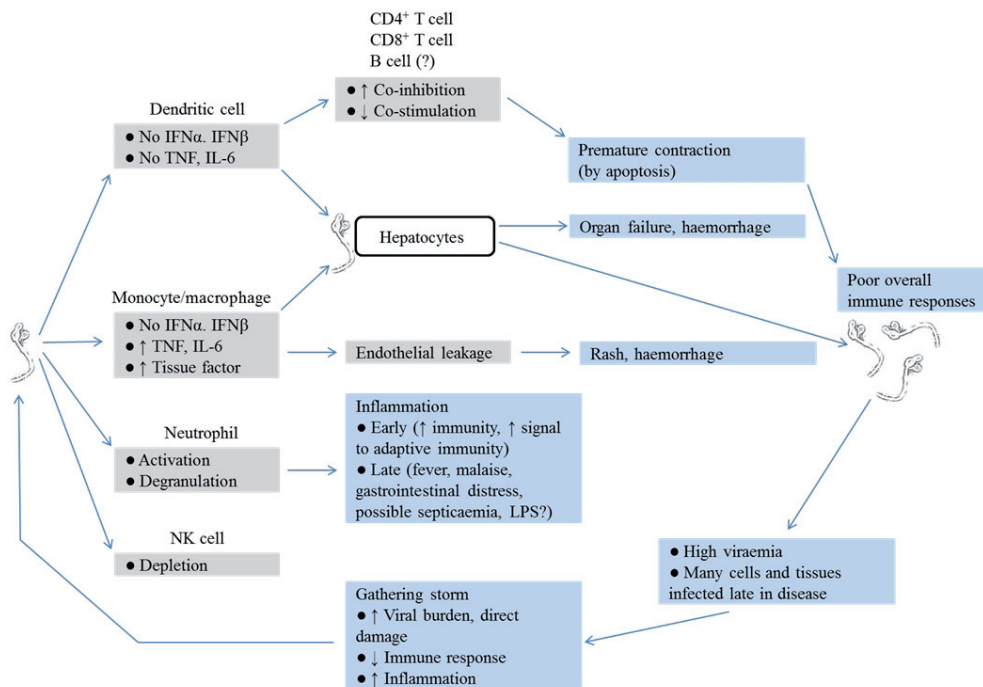 CD4⁺ T cell
CD8⁺ T cell
B cell (?)
● ↑ Co-inhibition
● ↓ Co-stimulation
Dendritic cell
● No IFNα. IFNβ
● No TNF, IL-6
Premature contraction
(by apoptosis)
Hepatocytes
Organ failure, haemorrhage
Poor overall
immune responses
Monocyte/macrophage
● No IFNα. IFNβ
● ↑ TNF, IL-6
● ↑ Tissue factor
Endothelial leakage
Rash, haemorrhage
Neutrophil
● Activation
● Degranulation
Inflammation
● Early (↑ immunity, ↑ signal
to adaptive immunity)
● Late (fever, malaise,
gastrointestinal distress,
possible septicaemia, LPS?)
NK cell
● Depletion
● High viraemia
● Many cells and tissues
infected late in disease
Gathering storm
● ↑ Viral burden, direct
damage
● ↓ Immune response
● ↑ Inflammation